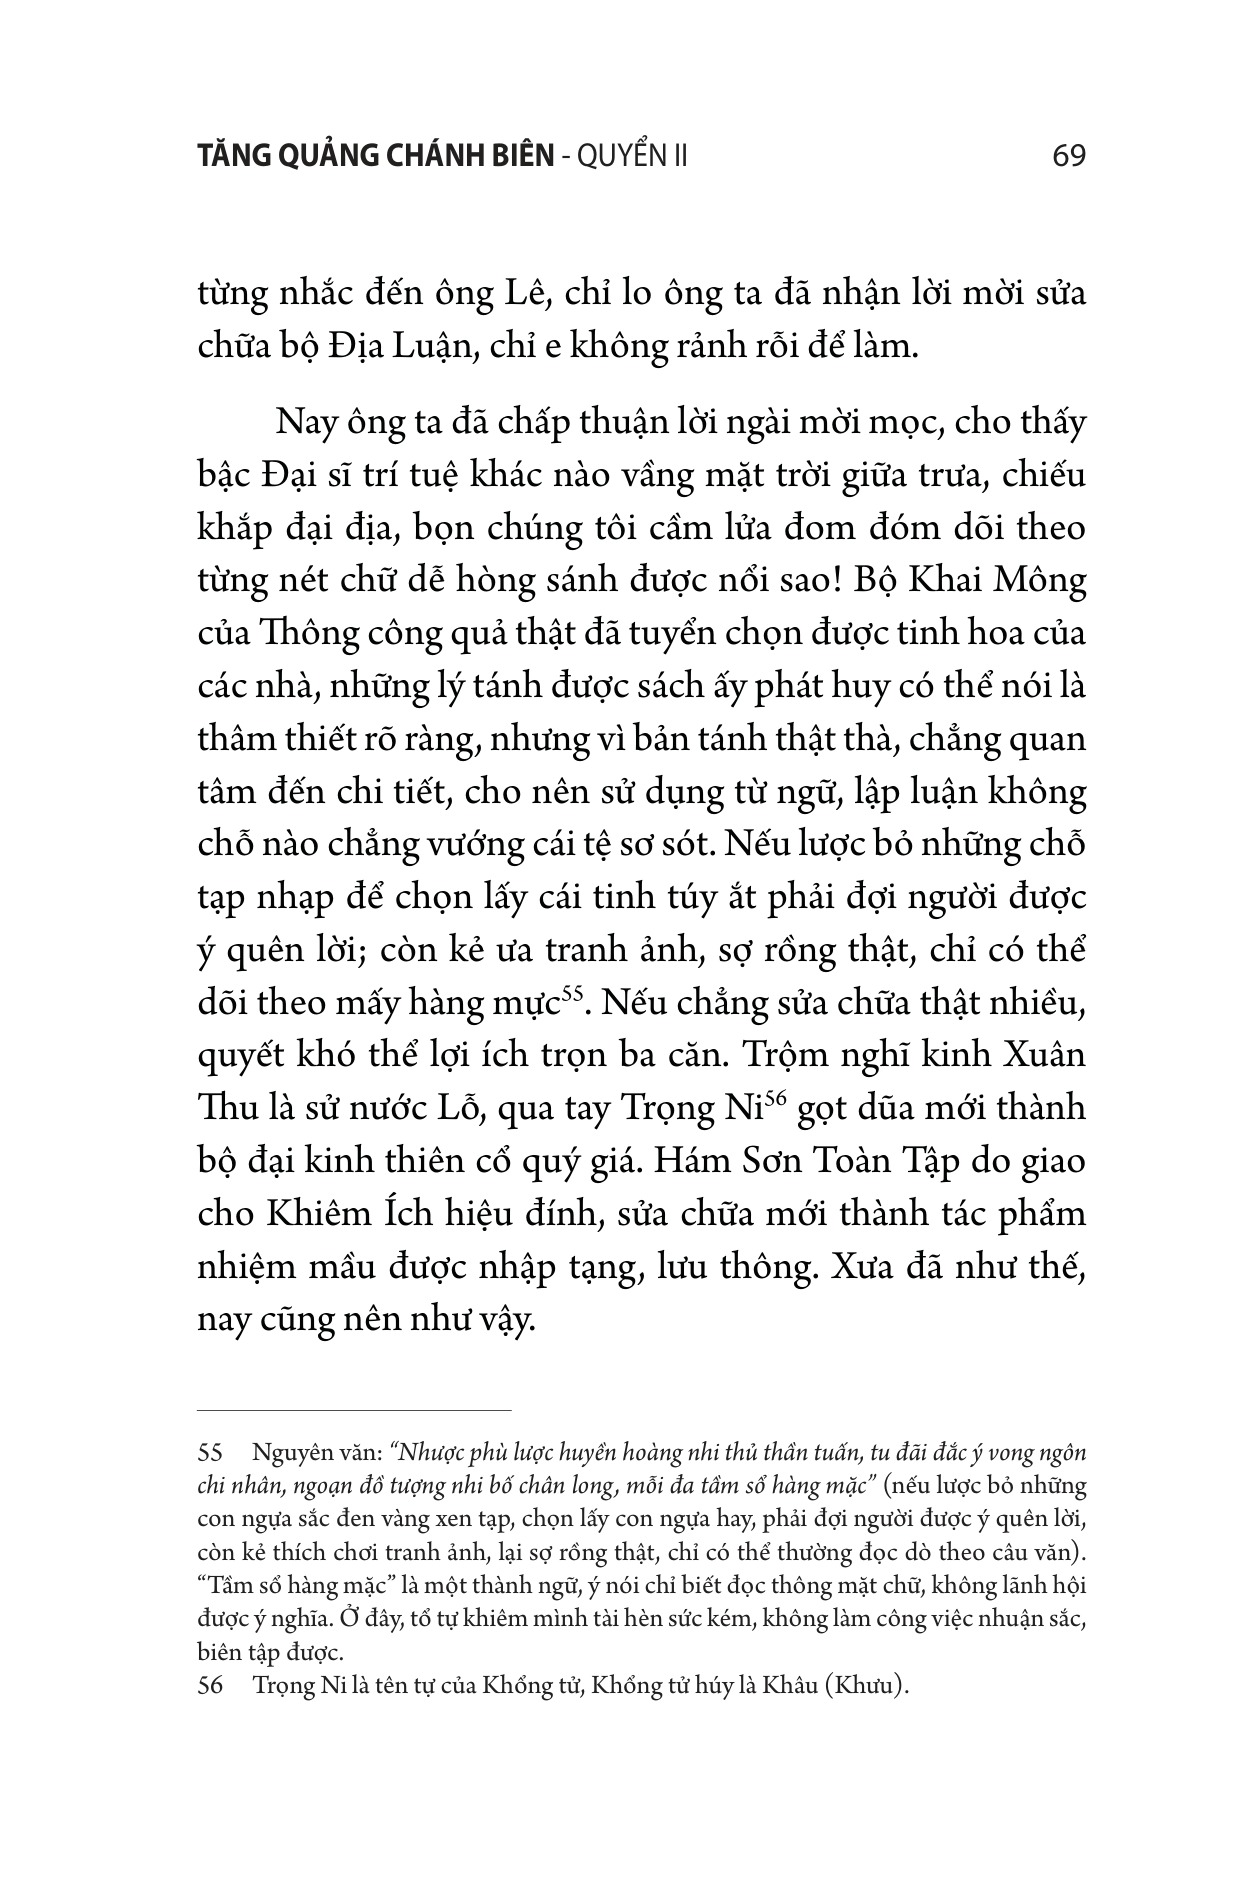 TĂNG QUẢNG CHÁNH BIÊN - QUYỂN II 69
từng nhắc đến ông Lê, chỉ lo ông ta đã nhận lời mời sửa
chữa bộ Địa Luận, chỉ e không rảnh rỗi để làm.
Nay ông ta đã chấp thuận lời ngài mời mọc, cho thấy
bậc Đại sĩ trí tuệ khác nào vầng mặt trời giữa trưa, chiếu
khắp đại địa, bọn chúng tôi cầm lửa đom đóm dõi theo
từng nét chữ dễ hòng sánh được nổi sao! Bộ Khai Mông
của Thông công quả thật đã tuyển chọn được tinh hoa của
các nhà, những lý tánh được sách ấy phát huy có thể nói là
thâm thiết rõ ràng, nhưng vì bản tánh thật thà, chẳng quan
tâm đến chi tiết, cho nên sử dụng từ ngữ, lập luận không
chỗ nào chẳng vướng cái tệ sơ sót. Nếu lược bỏ những chỗ
tạp nhạp để chọn lấy cái tinh túy ắt phải đợi người được
ý quên lời; còn kẻ ưa tranh ảnh, sợ rồng thật, chỉ có thể
dõi theo mấy hàng mực55. Nếu chẳng sửa chữa thật nhiều,
quyết khó thể lợi ích trọn ba căn. Trộm nghĩ kinh Xuân
Thu là sử nước Lỗ, qua tay Trọng Ni56 gọt dũa mới thành
bộ đại kinh thiên cổ quý giá. Hám Sơn Toàn Tập do giao
cho Khiêm Ích hiệu đính, sửa chữa mới thành tác phẩm
nhiệm mầu được nhập tạng, lưu thông. Xưa đã như thế,
nay cũng nên như vậy.
55 Nguyên văn: “Nhược phù lược huyền hoàng nhi thủ thần tuấn, tu đãi đắc ý vong ngôn
chi nhân, ngoạn đồ tượng nhi bố chân long, mỗi đa tầm sổ hàng mặc” (nếu lược bỏ những
con ngựa sắc đen vàng xen tạp, chọn lấy con ngựa hay, phải đợi người được ý quên lời,
còn kẻ thích chơi tranh ảnh, lại sợ rồng thật, chỉ có thể thường đọc dò theo câu văn).
“Tầm sổ hàng mặc” là một thành ngữ, ý nói chỉ biết đọc thông mặt chữ, không lãnh hội
được ý nghĩa. Ở đây, tổ tự khiêm mình tài hèn sức kém, không làm công việc nhuận sắc,
biên tập được.
56 Trọng Ni là tên tự của Khổng tử, Khổng tử húy là Khâu (Khưu).